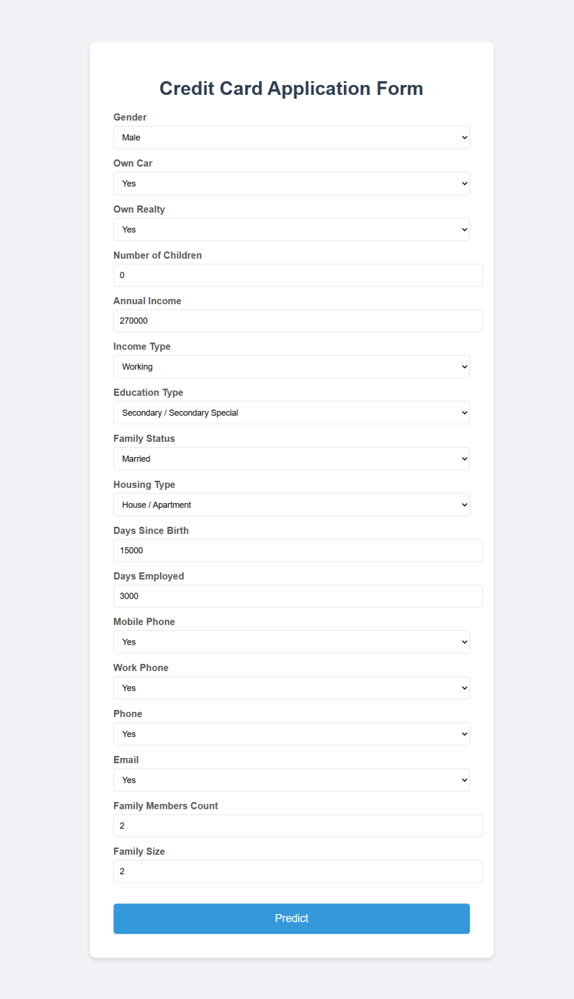 Credit Card Application Form
Gender
Male
Own Car
Yes
Own Realty
Yes
Number of Children
0
Annual Income
270000
Income Type
Working
Education Type
Secondary / Secondary Special
Family Status
Married
Housing Type
House / Apartment
Days Since Birth
15000
Days Employed
3000
Mobile Phone
Yes
Work Phone
Yes
Phone
Yes
Email
Yes
Family Members Count
2
Family Size
2
Predict